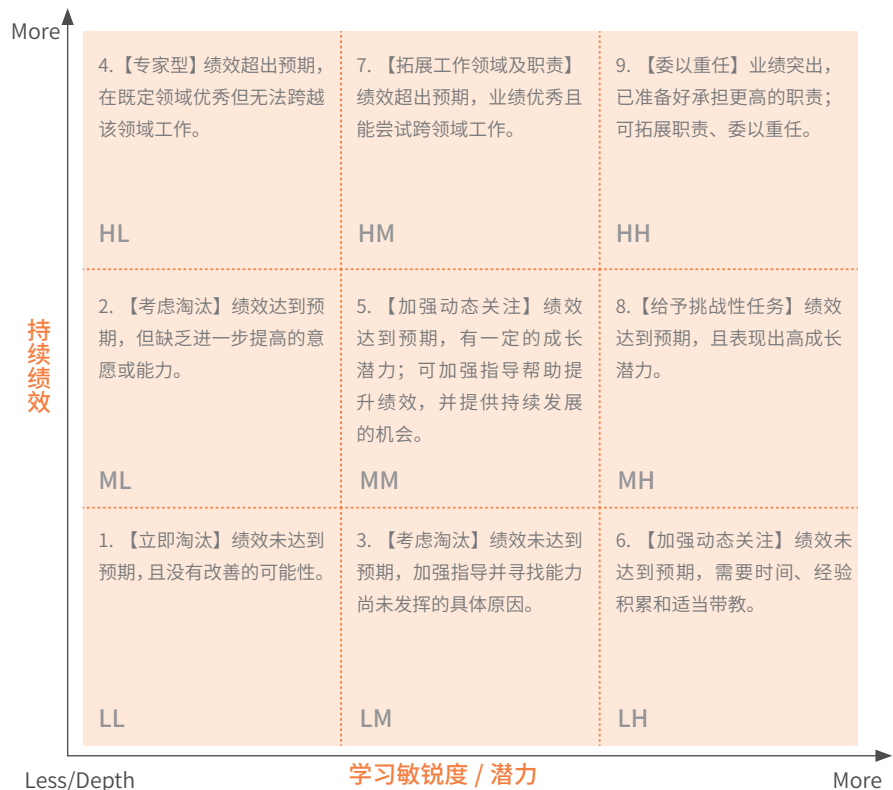 More
4.【专家型】绩效超出预期，
在既定领域优秀但无法跨越
该领域工作。
HL
7. 【拓展工作领域及职责】
绩效超出预期，业绩优秀且
能尝试跨领域工作。
HM
9. 【委以重任】业绩突出，
已准备好承担更高的职责；
可拓展职责、委以重任。
HH
持续绩效
2. 【考虑淘汰】绩效达到预
期，但缺乏进一步提高的意
愿或能力。
ML
5. 【加强动态关注】绩效
达到预期，有一定的成长
潜力；可加强指导帮助提
升绩效，并提供持续发展
的机会。
MM
8.【给予挑战性任务】绩效
达到预期，且表现出高成长
潜力。
MH
1. 【立即淘汰】绩效未达到
预期，且没有改善的可能性。
LL
3. 【考虑淘汰】绩效未达到
预期，加强指导并寻找能力
尚未发挥的具体原因。
LM
6. 【加强动态关注】绩效未
达到预期，需要时间、经验
积累和适当带教。
LH
Less/Depth
学习敏锐度 / 潜力
More